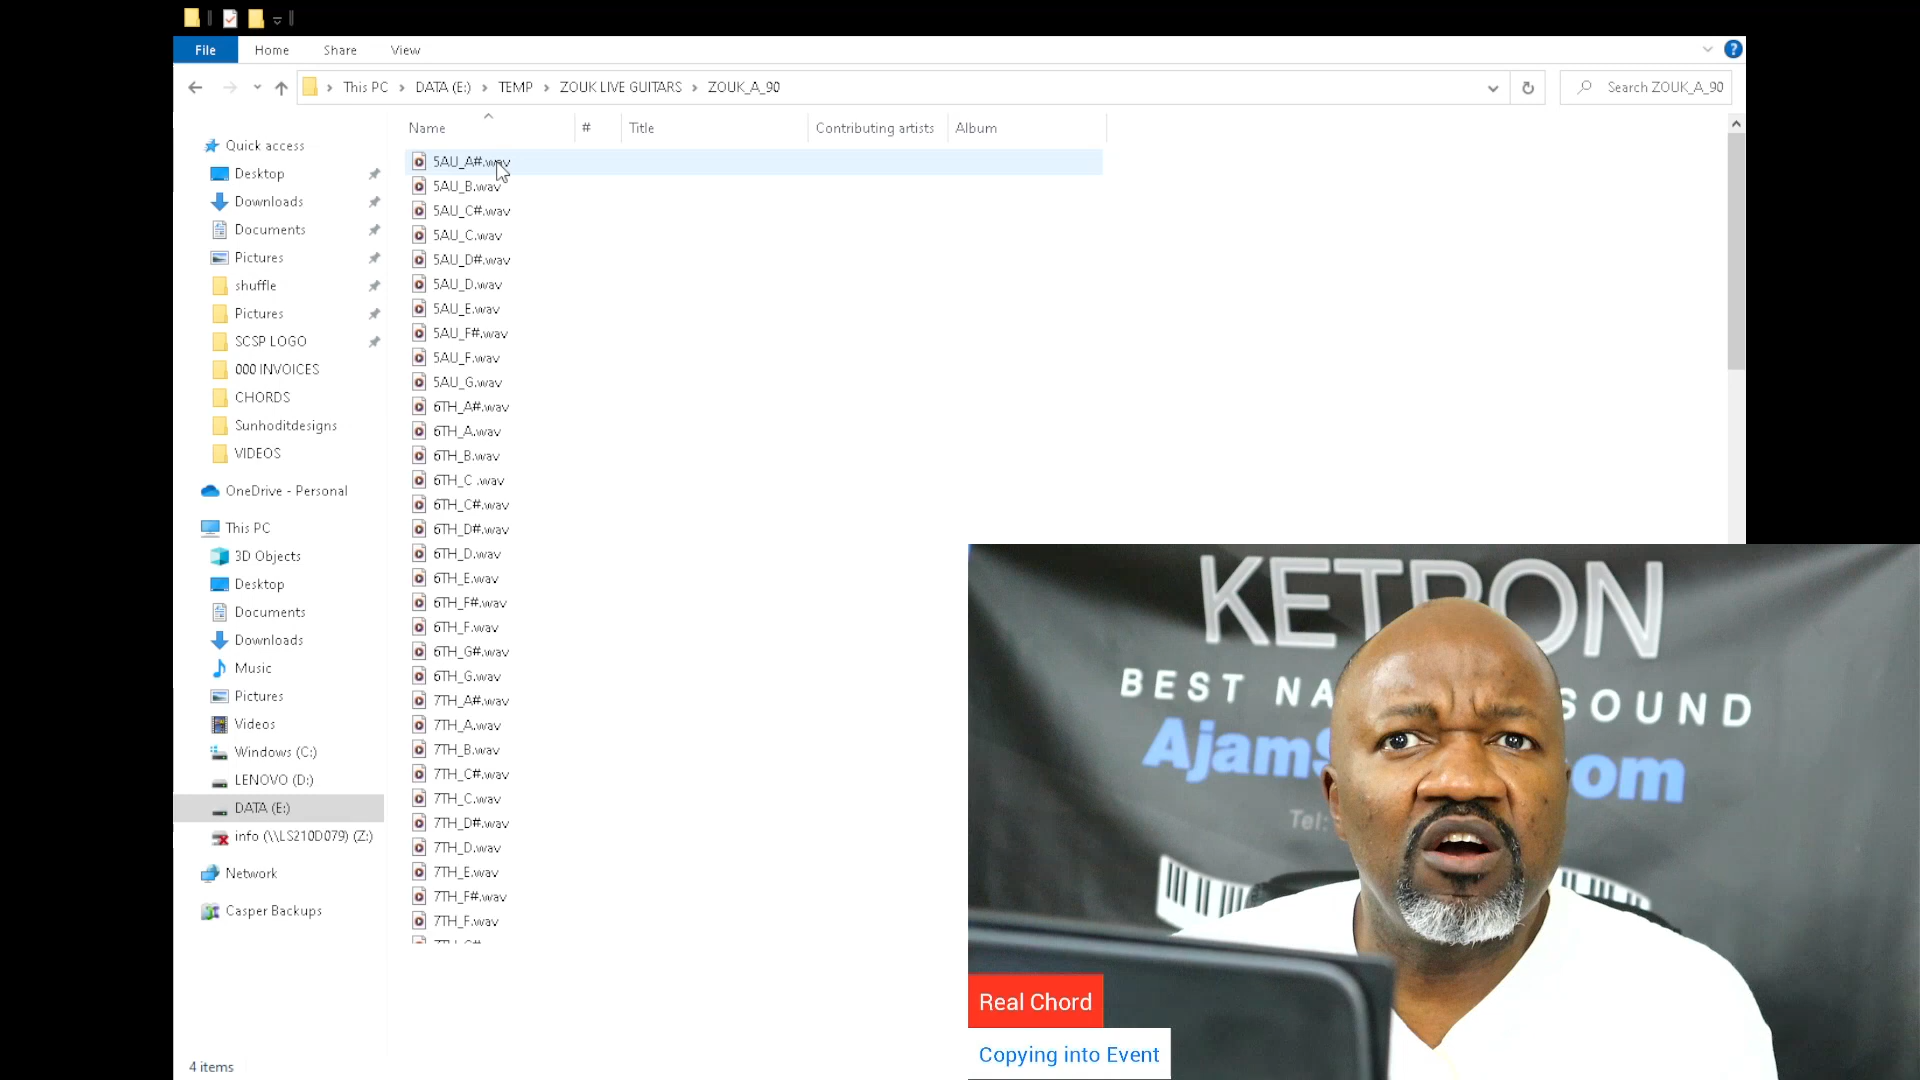 File Home Share View
This PC > DATA (E:) > TEMP > ZOUK LIVE GUITARS > ZOUK_A_90
Search ZOUK_A_90
Name # Title Contributing artists Album
Quick access
Desktop
Downloads
Documents
Pictures
shuffle
Pictures
SCSP LOGO
000 INVOICES
CHORDS
Sunhoditdesigns
VIDEOS
OneDrive - Personal
This PC
3D Objects
Desktop
Documents
Downloads
Music
Pictures
Videos
Windows (C:)
LENOVO (D:)
DATA (E:)
info (\\LS210D079) (Z:)
Network
Casper Backups
4 items
5AU_A#.wav
5AU_B.wav
5AU_C#.wav
5AU_C.wav
5AU_D#.wav
5AU_D.wav
5AU_E.wav
5AU_F#.wav
5AU_F.wav
5AU_G.wav
6TH_A#.wav
6TH_A.wav
6TH_B.wav
6TH_C .wav
6TH_C#.wav
6TH_D#.wav
6TH_D.wav
6TH_E.wav
6TH_F#.wav
6TH_F.wav
6TH_G#.wav
6TH_G.wav
7TH_A#.wav
7TH_A.wav
7TH_B.wav
7TH_C#.wav
7TH_C.wav
7TH_D#.wav
7TH_D.wav
7TH_E.wav
7TH_F#.wav
7TH_F.wav
KETRON
BEST SOUND
Tel:
Real Chord
Copying into Event